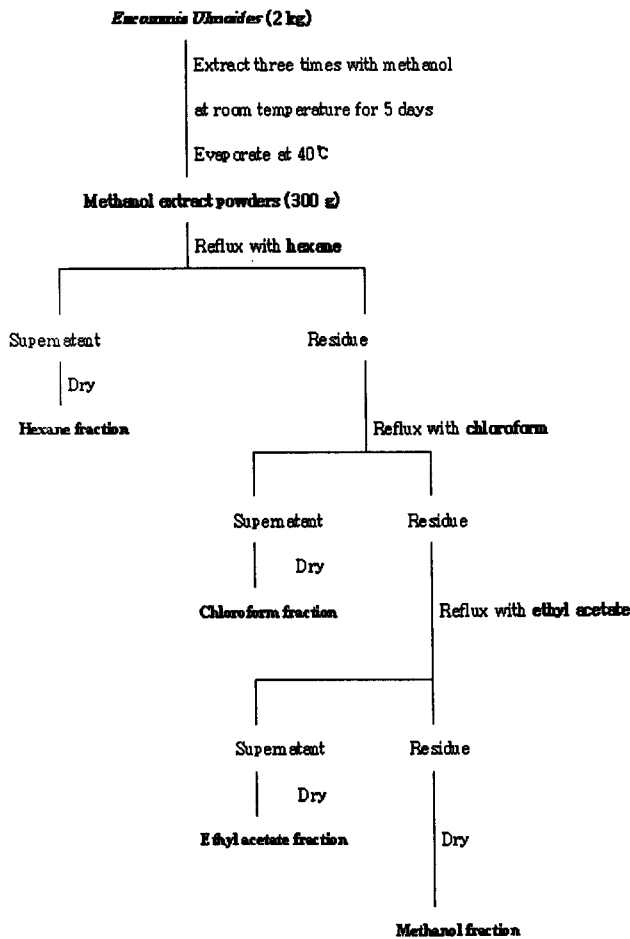 Eucommia Ulmoides (2 kg)
Extract three times with methanol
at room temperature for 5 days
Evaporate at 40℃
Methanol extract powders (300 g)
Reflux with hexane
Supernatant Residue
Dry
Hexane fraction
Reflux with chloroform
Supernatant Residue
Dry
Chloroform fraction
Reflux with ethyl acetate
Supernatant Residue
Dry
Ethyl acetate fraction
Dry
Methanol fraction